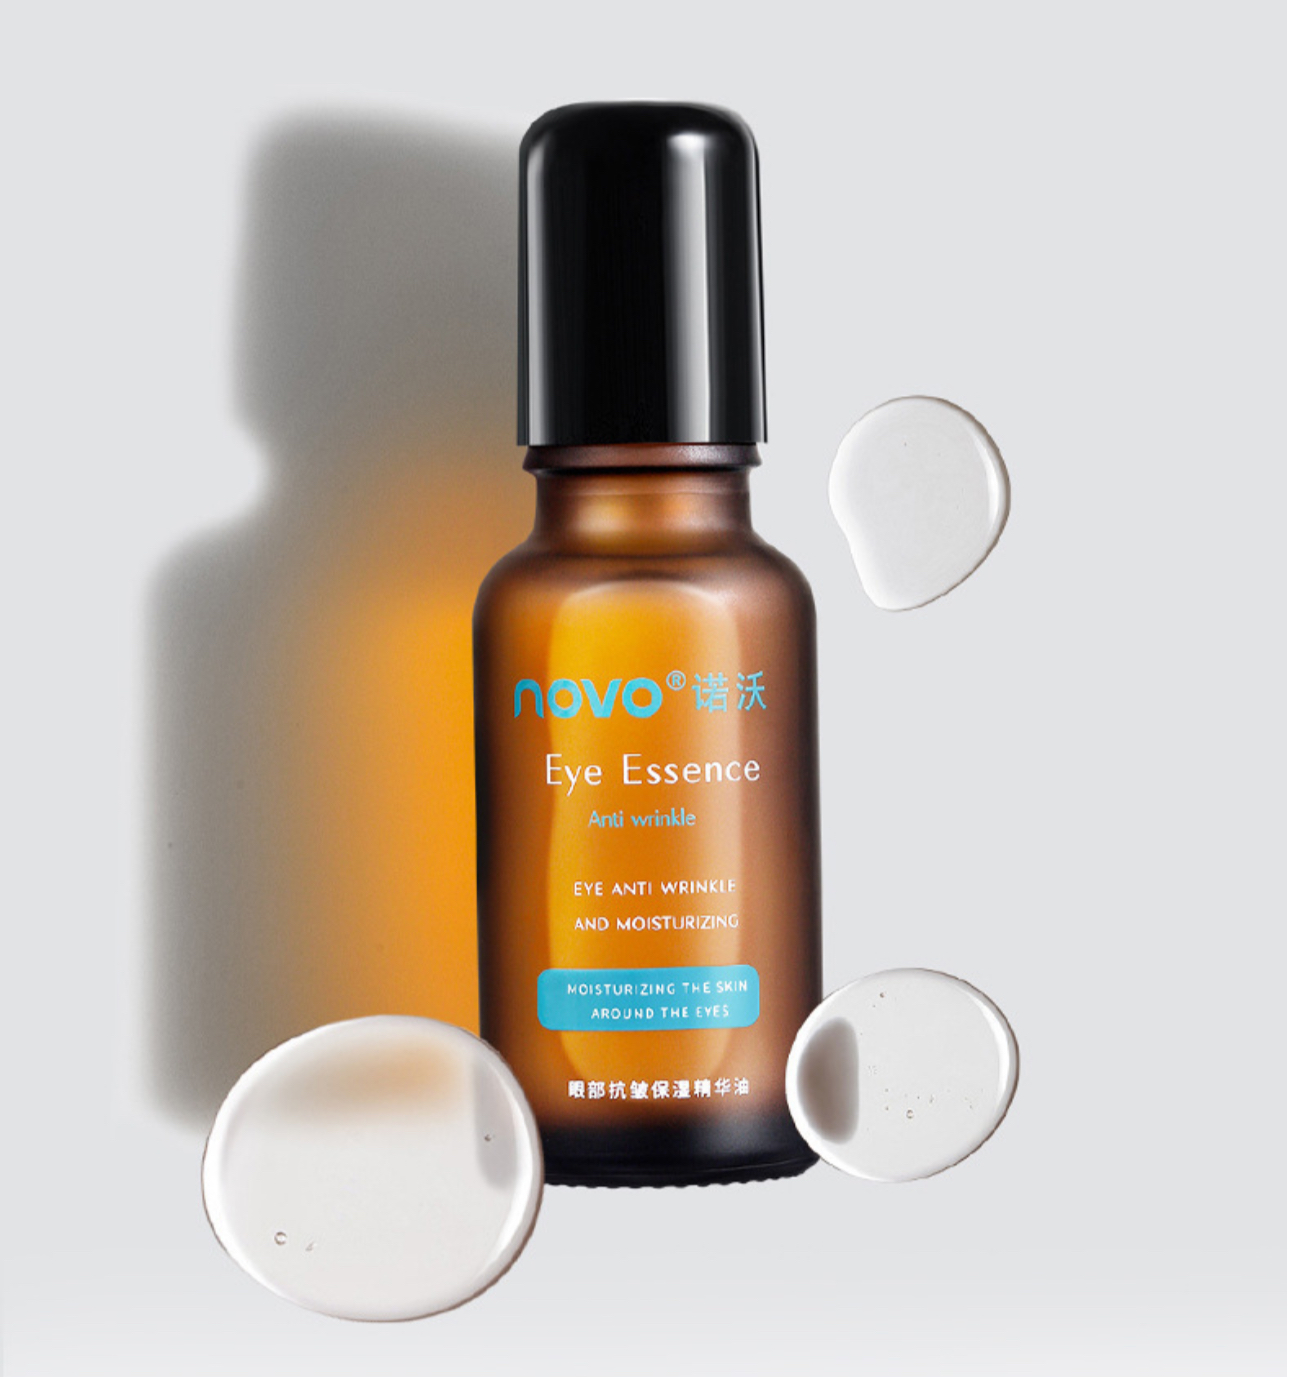 novo®诺沃
Eye Essence
Anti wrinkle
EYE ANTI WRINKLE
AND MOISTURIZING
MOISTURIZING THE SKIN
AROUND THE EYES
眼部抗皱保湿精华油